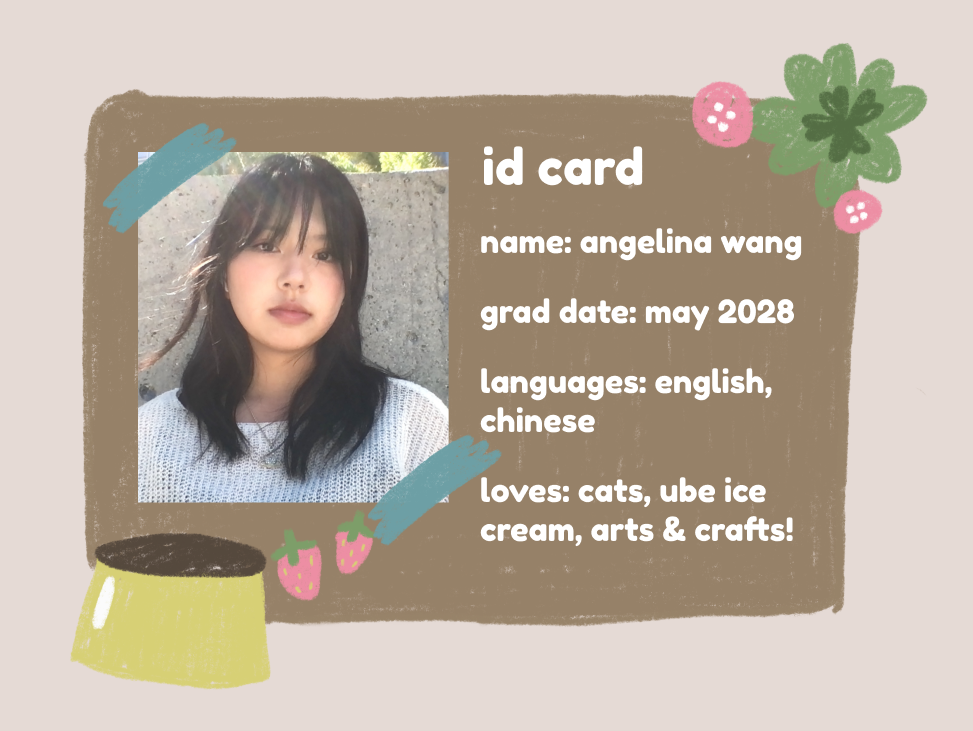 id card
name: angelina wang
grad date: may 2028
languages: english,
chinese
loves: cats, ube ice
cream, arts & crafts!